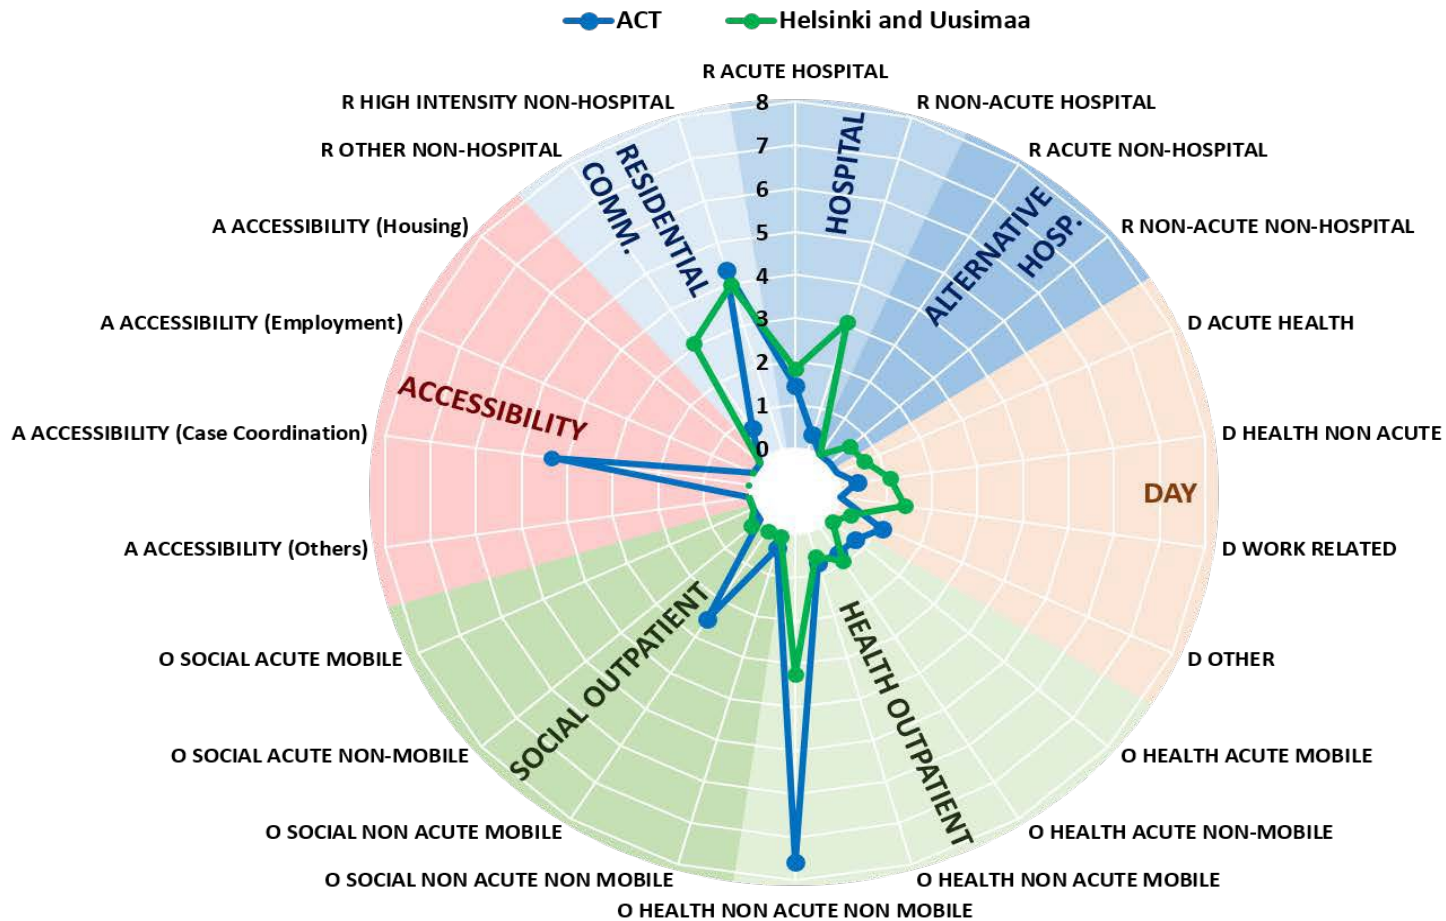 ACT
Helsinki and Uusimaa
R ACUTE HOSPITAL
R HIGH INTENSITY NON-HOSPITAL
8
R NON-ACUTE HOSPITAL
R OTHER NON-HOSPITAL
7
R ACUTE NON-HOSPITAL
6
A ACCESSIBILITY (Housing)
5
R NON-ACUTE NON-HOSPITAL
4
A ACCESSIBILITY (Employment)
3
D ACUTE HEALTH
2
1
A ACCESSIBILITY (Case Coordination)
0
D HEALTH NON ACUTE
RESIDENTIAL
COMM.
HOSPITAL
ALTERNATIVE
HOSP.
ACCESSIBILITY
DAY
A ACCESSIBILITY (Others)
D WORK RELATED
SOCIAL OUTPATIENT
HEALTH OUTPATIENT
O SOCIAL ACUTE MOBILE
D OTHER
O SOCIAL ACUTE NON-MOBILE
O HEALTH ACUTE MOBILE
O SOCIAL NON ACUTE MOBILE
O HEALTH ACUTE NON-MOBILE
O SOCIAL NON ACUTE NON MOBILE
O HEALTH NON ACUTE MOBILE
O HEALTH NON ACUTE NON MOBILE